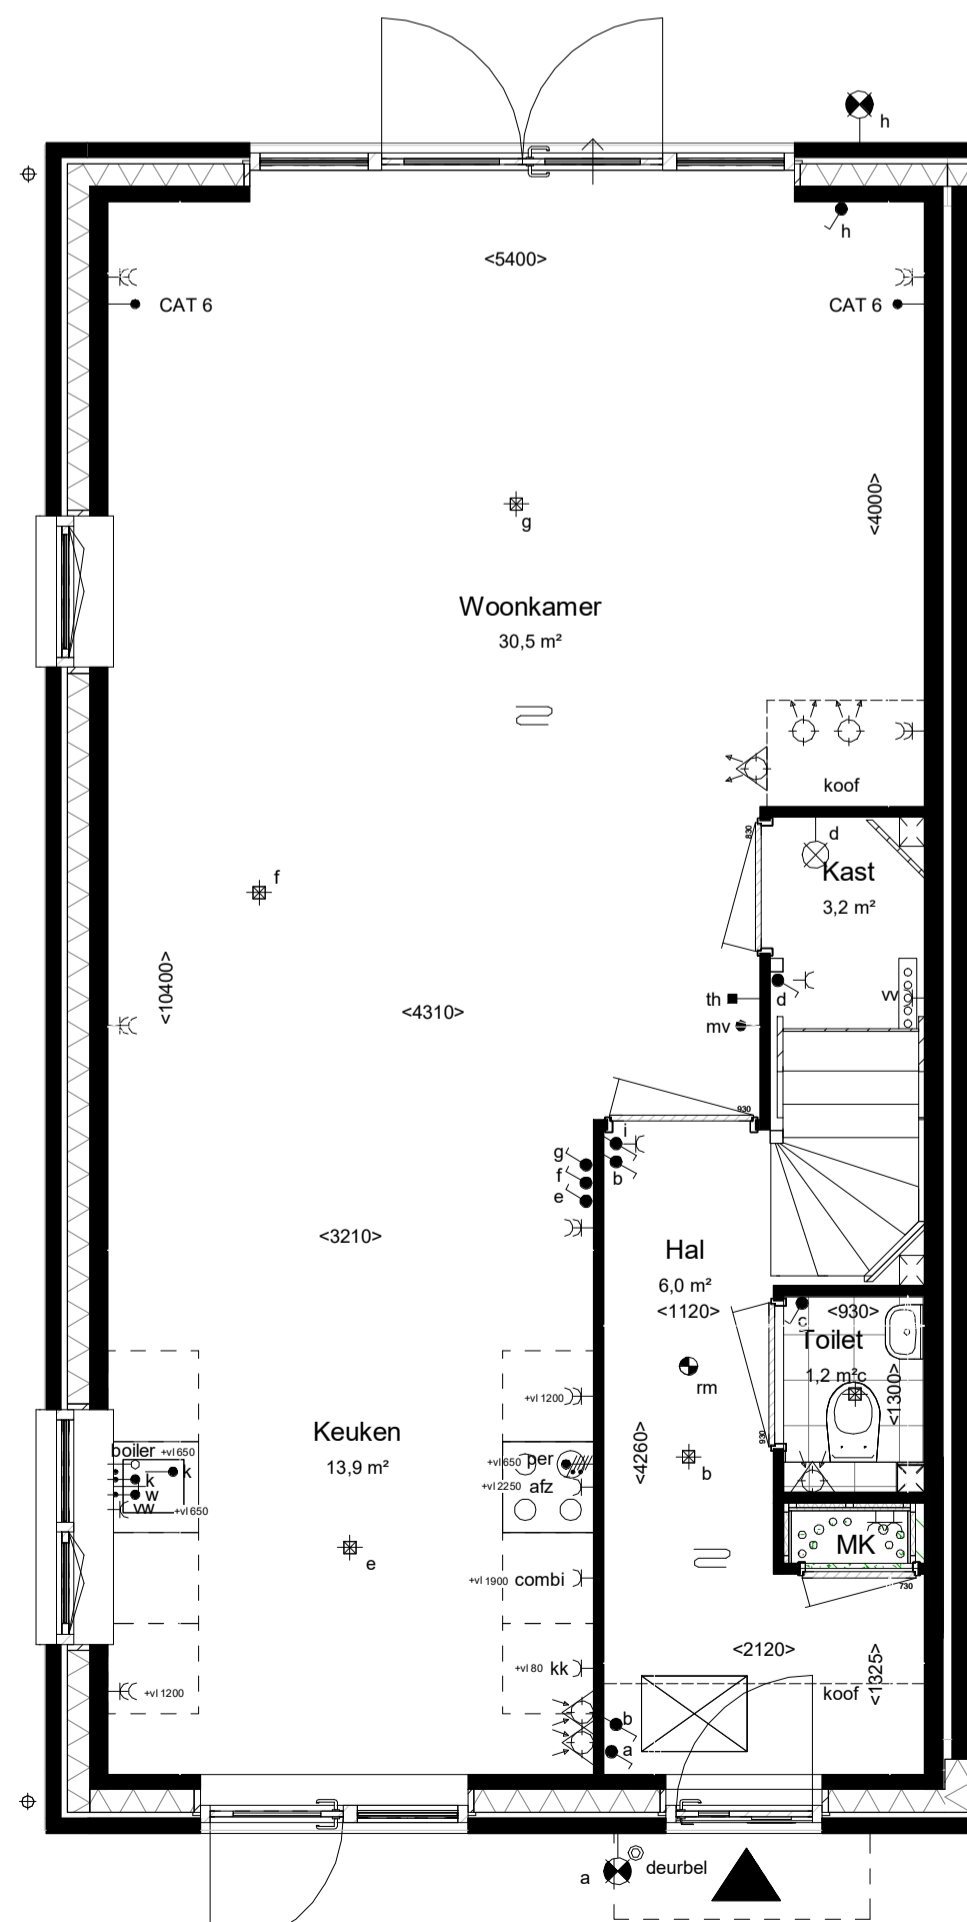 h
h
<5400>
CAT 6
CAT 6
<4000>
g
Woonkamer
30,5 m²
koof
830
d
Kast
3,2 m²
f
<10400>
<4310>
th
d
vv
mv
930
i
g
f
b
e
<3210>
Hal
6,0 m²
<1120>
c
<930>
Toilet
1,2 m²
c
<1300>
rm
+vl 1200
Keuken
13,9 m²
<4260>
930
b
boiler +vl 650
k
k
w
vw
+vl 650
+vl 650 per
+vl 2250 afz
e
MK
730
+vl 1900 combi
<2120>
<1325>
+vl 80 kk
koof
+vl 1200
b
a
a
deurbel